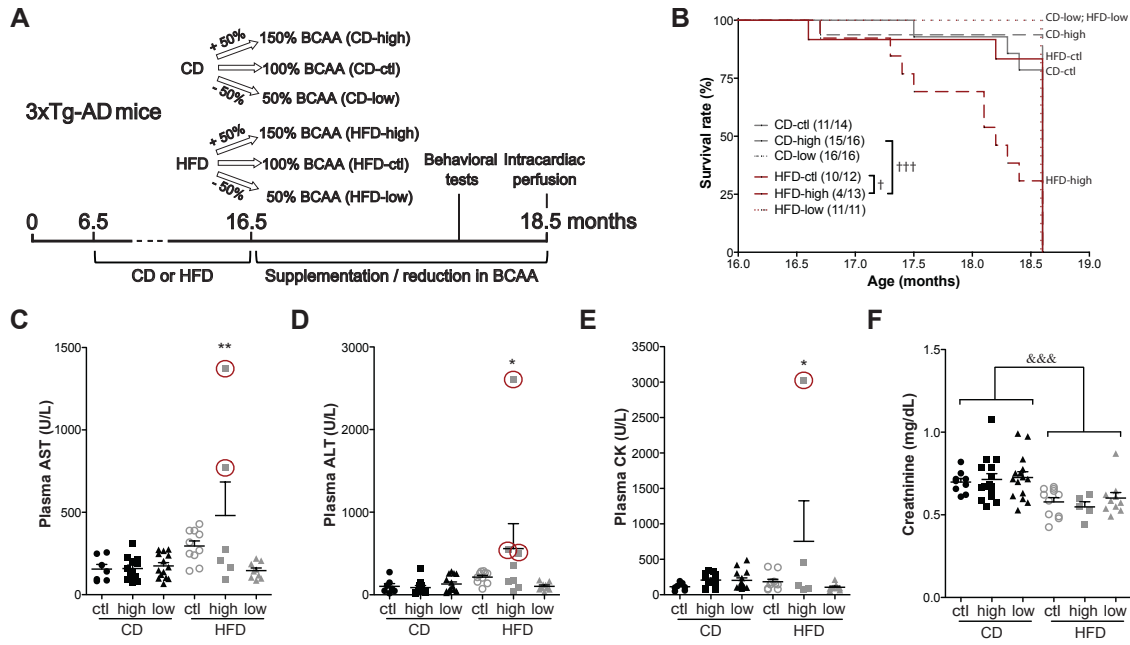 A
+ 50%
150% BCAA (CD-high)
CD
100% BCAA (CD-ctl)
- 50%
50% BCAA (CD-low)
3xTg-AD mice
+ 50%
150% BCAA (HFD-high)
HFD
100% BCAA (HFD-ctl)
- 50%
50% BCAA (HFD-low)
Behavioral tests
Intracardiac perfusion
0
6.5
16.5
18.5 months
CD or HFD
Supplementation / reduction in BCAA
B
Survival rate (%)
100
75
50
25
0
16.0
17.0
18.0
19.0
Age (months)
CD-low; HFD-low
CD-high
HFD-ctl
CD-ctl
HFD-high
CD-ctl (11/14)
CD-high (15/16)
CD-low (16/16)
HFD-ctl (10/12)
HFD-high (4/13)
HFD-low (11/11)
†
†††
C
Plasma AST (U/L)
1500
1000
500
0
**
ctl high low ctl high low
CD HFD
D
Plasma ALT (U/L)
3000
2000
1000
0
*
ctl high low ctl high low
CD HFD
E
Plasma CK (U/L)
3500
3000
2500
2000
1500
1000
500
0
*
ctl high low ctl high low
CD HFD
F
Creatninine (mg/dL)
1.5
1.0
0.5
0.0
&&&
ctl high low ctl high low
CD HFD